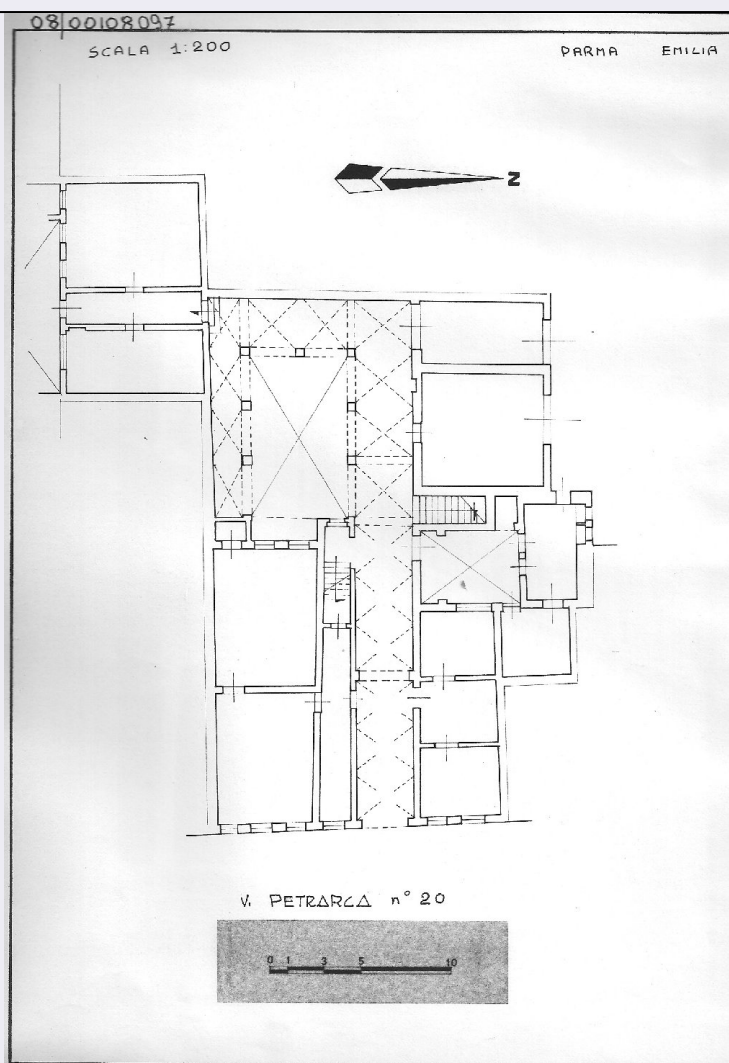 08/00108097
SCALA 1:200
PARMA EMILIA
N
V. PETRARCA n° 20
0 1 3 5 10